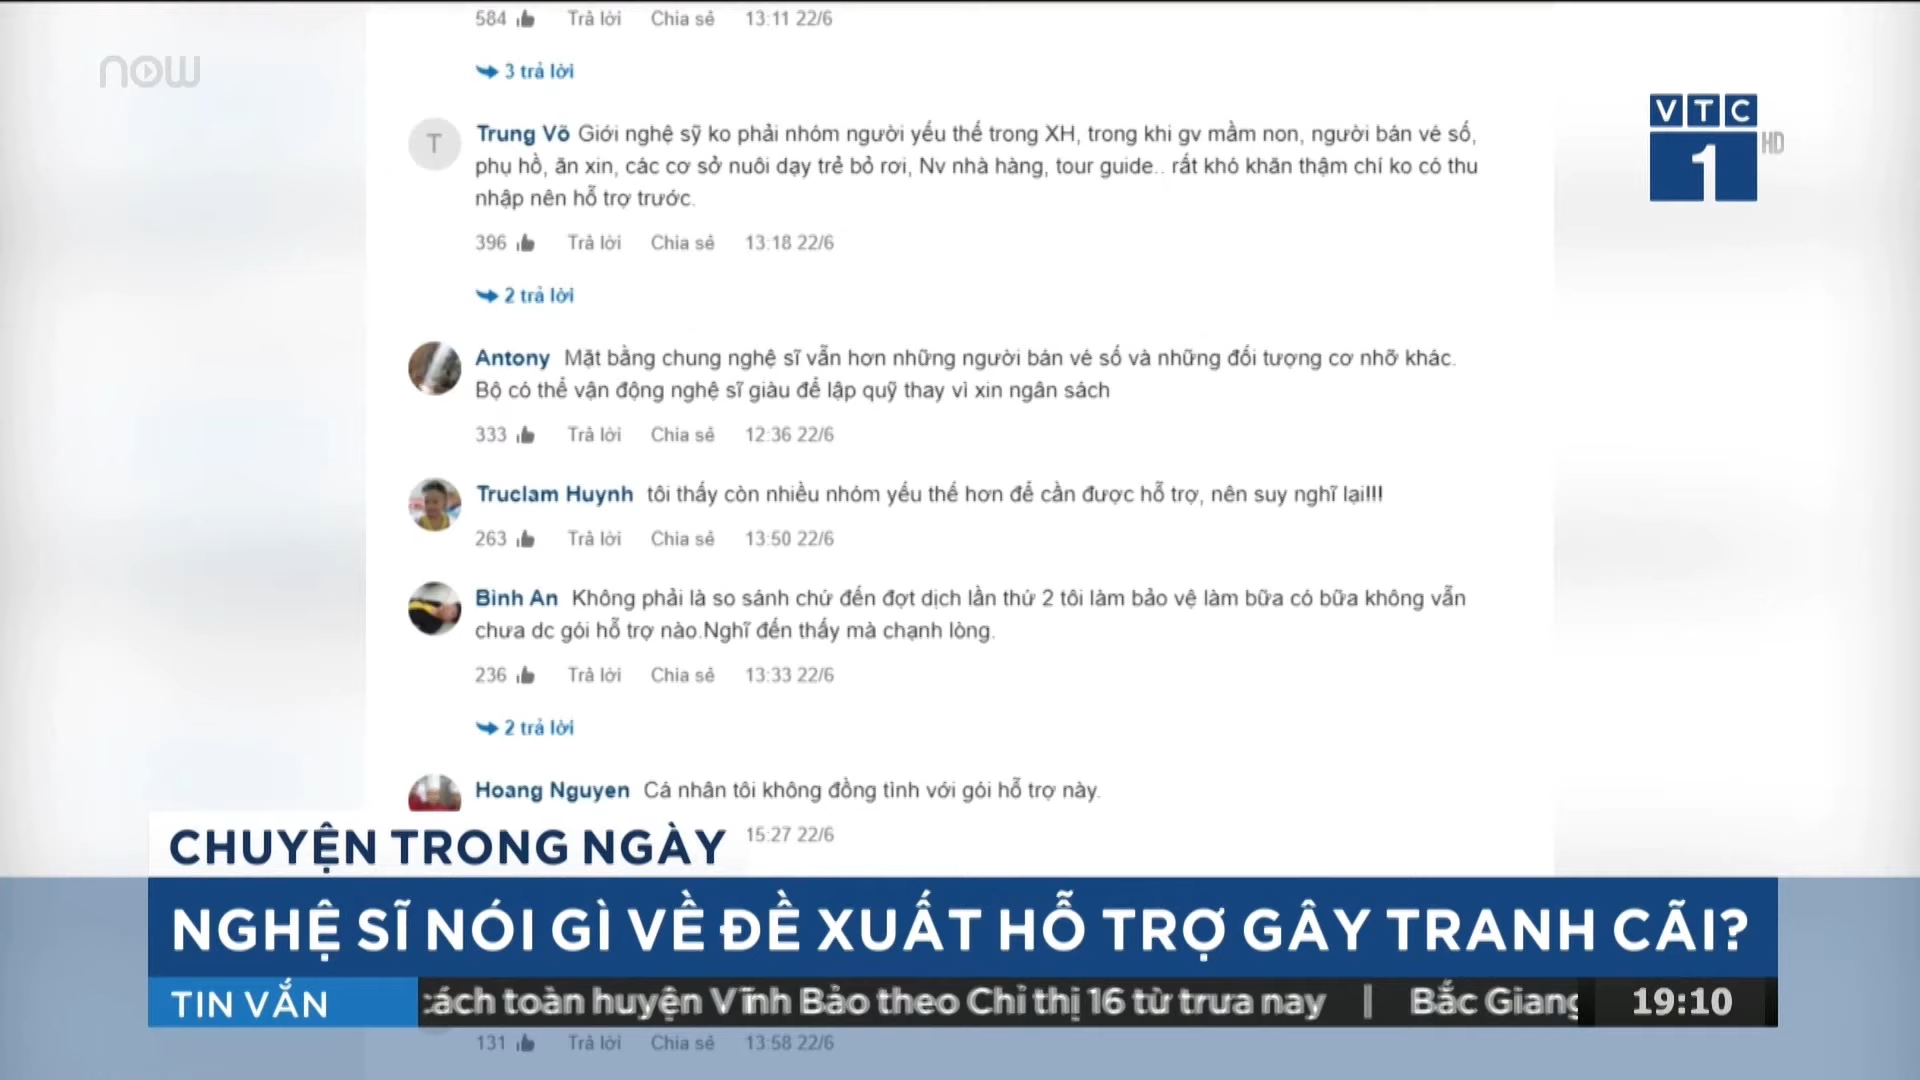 584 Trả lời Chia sẻ 13:11 22/6
now
3 trả lời
VTC
1
HD
T
Trung Võ Giới nghệ sỹ ko phải nhóm người yếu thế trong XH, trong khi gv mầm non, người bán vé số,
phụ hồ, ăn xin, các cơ sở nuôi dạy trẻ bỏ rơi, Nv nhà hàng, tour guide.. rất khó khăn thậm chí ko có thu
nhập nên hỗ trợ trước.
396 Trả lời Chia sẻ 13:18 22/6
2 trả lời
Antony Mặt bằng chung nghệ sĩ vẫn hơn những người bán vé số và những đối tượng cơ nhỡ khác.
Bộ có thể vận động nghệ sĩ giàu để lập quỹ thay vì xin ngân sách
333 Trả lời Chia sẻ 12:36 22/6
Truclam Huynh tôi thấy còn nhiều nhóm yếu thế hơn để cần được hỗ trợ, nên suy nghĩ lại!!!
263 Trả lời Chia sẻ 13:50 22/6
Bình An Không phải là so sánh chứ đến đợt dịch lần thứ 2 tôi làm bảo vệ làm bữa có bữa không vẫn
chưa dc gói hỗ trợ nào.Nghĩ đến thấy mà chạnh lòng.
236 Trả lời Chia sẻ 13:33 22/6
2 trả lời
Hoang Nguyen Cá nhân tôi không đồng tình với gói hỗ trợ này.
15:27 22/6
CHUYỆN TRONG NGÀY
NGHỆ SĨ NÓI GÌ VỀ ĐỀ XUẤT HỖ TRỢ GÂY TRANH CÃI?
TIN VẮN cách toàn huyện Vĩnh Bảo theo Chỉ thị 16 từ trưa nay | Bắc Giang 19:10
131 Trả lời Chia sẻ 13:58 22/6